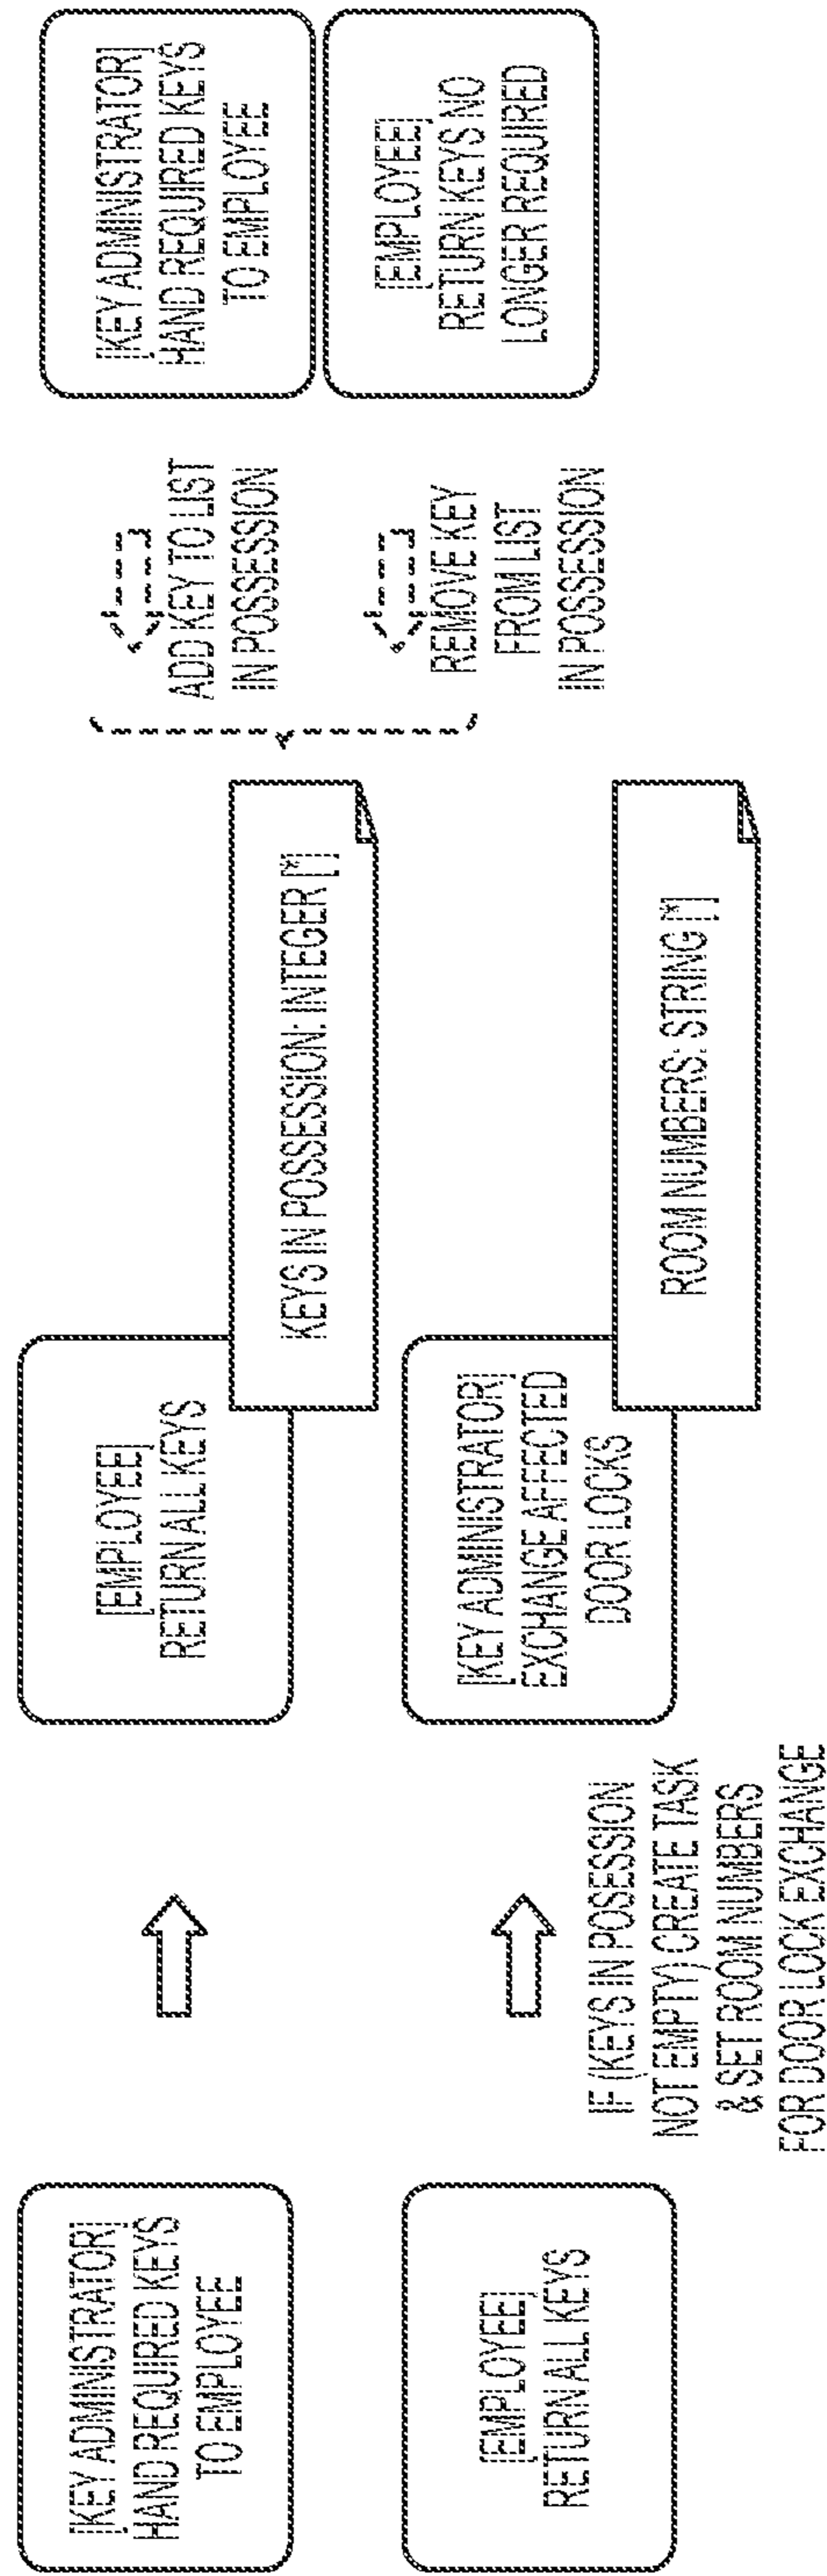 [KEY ADMINISTRATOR]
HAND REQUIRED KEYS
TO EMPLOYEE
[EMPLOYEE]
RETURN ALL KEYS
KEYS IN POSSESSION: INTEGER [*]
ADD KEY TO LIST
IN POSSESSION
[KEY ADMINISTRATOR]
HAND REQUIRED KEYS
TO EMPLOYEE
[EMPLOYEE]
RETURN ALL KEYS
IF (KEYS IN POSESSION
NOT EMPTY) CREATE TASK
& SET ROOM NUMBERS
FOR DOOR LOCK EXCHANGE
[KEY ADMINISTRATOR]
EXCHANGE AFFECTED
DOOR LOCKS
ROOM NUMBERS: STRING [*]
REMOVE KEY
FROM LIST
IN POSSESSION
[EMPLOYEE]
RETURN KEYS NO
LONGER REQUIRED